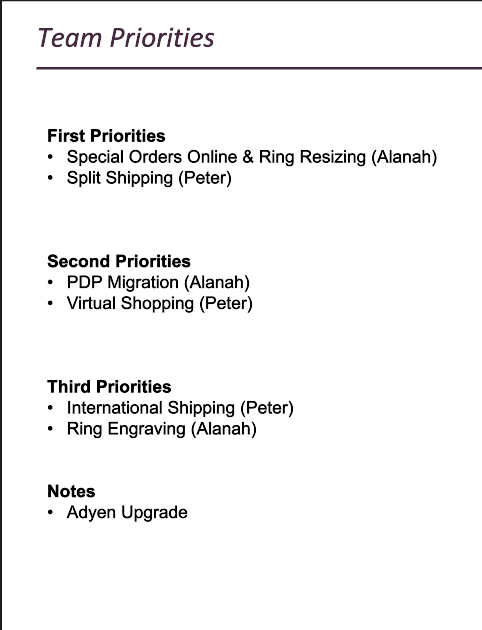 Team Priorities
First Priorities
• Special Orders Online & Ring Resizing (Alanah)
• Split Shipping (Peter)
Second Priorities
• PDP Migration (Alanah)
• Virtual Shopping (Peter)
Third Priorities
• International Shipping (Peter)
• Ring Engraving (Alanah)
Notes
• Adyen Upgrade